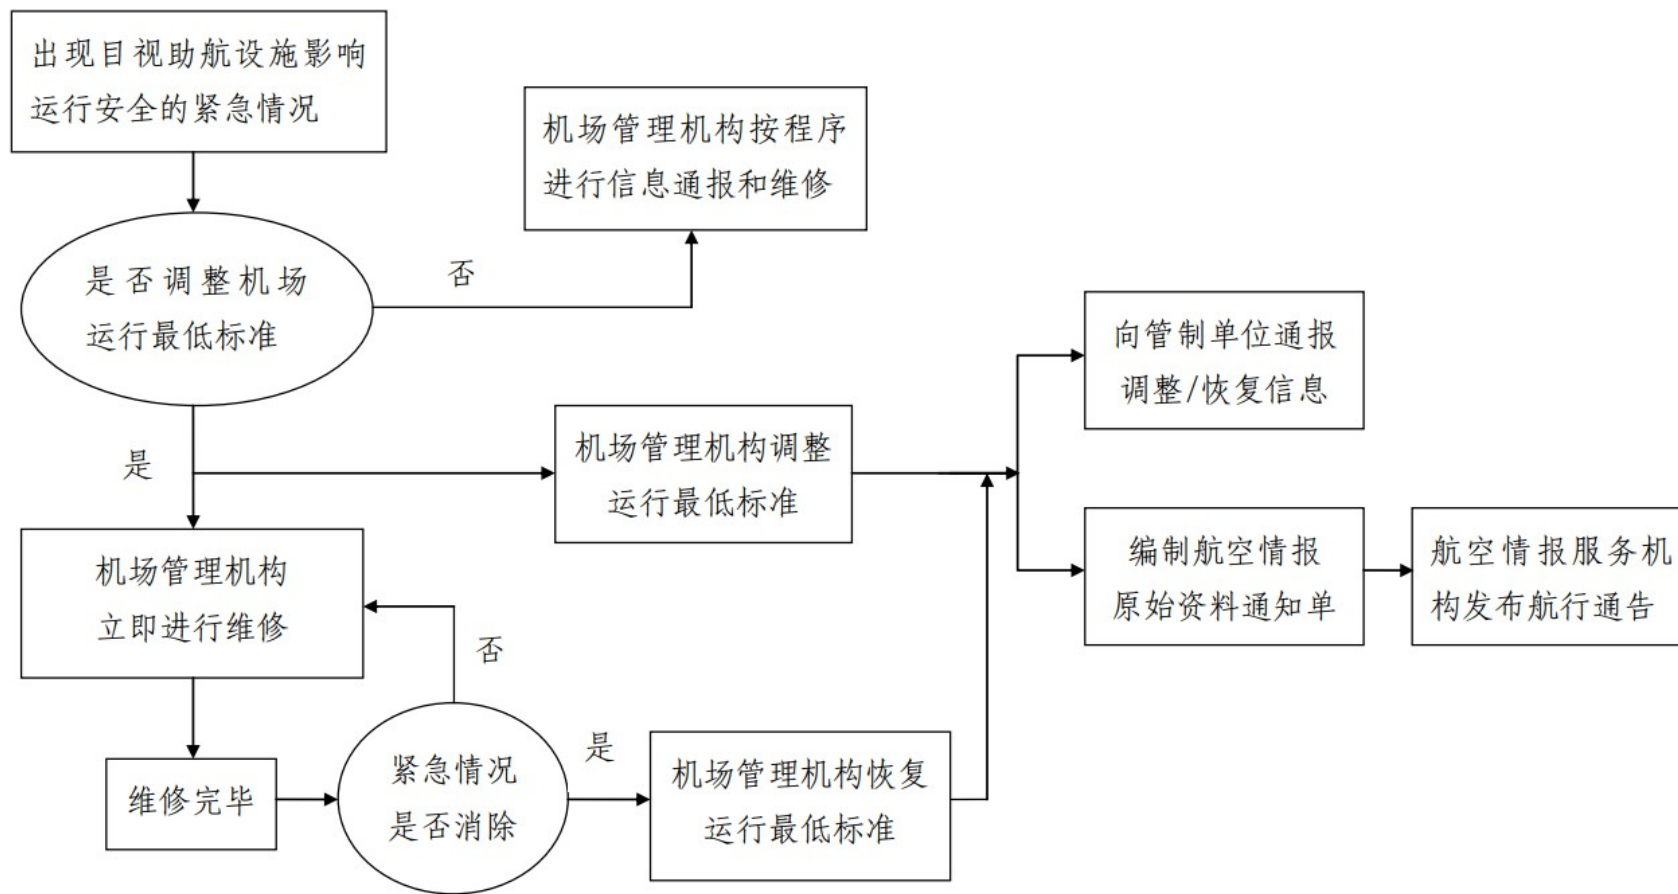 出现目视助航设施影响
运行安全的紧急情况
机场管理机构按程序
进行信息通报和维修
是否调整机场
运行最低标准
否
向管制单位通报
调整/恢复信息
是
机场管理机构调整
运行最低标准
机场管理机构
立即进行维修
编制航空情报
原始资料通知单
航空情报服务机
构发布航行通告
否
维修完毕
紧急情况
是否消除
是
机场管理机构恢复
运行最低标准